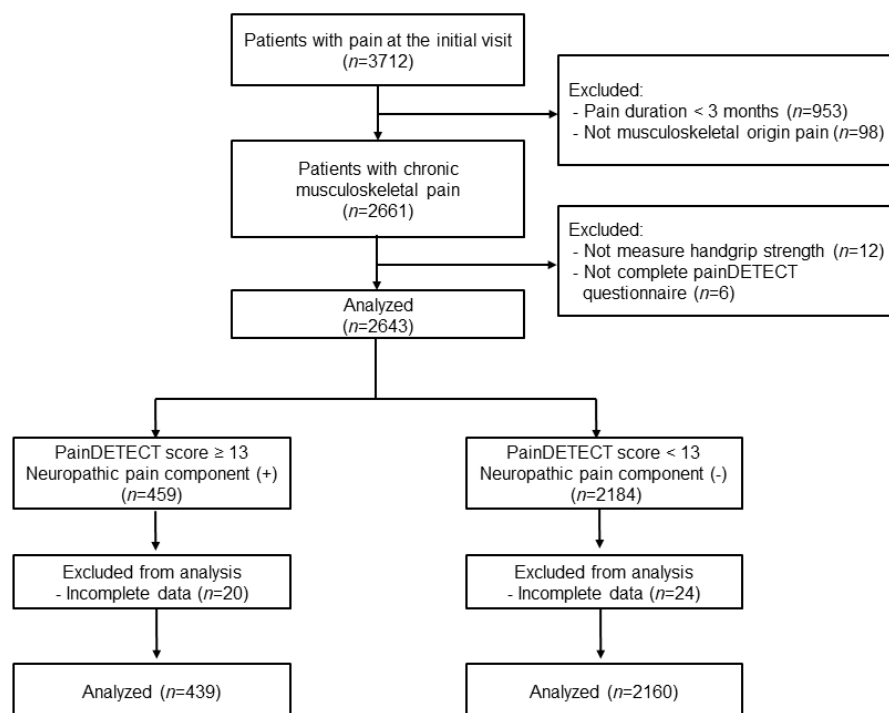 Patients with pain at the initial visit
(n=3712)
Excluded:
- Pain duration < 3 months (n=953)
- Not musculoskeletal origin pain (n=98)
Patients with chronic
musculoskeletal pain
(n=2661)
Excluded:
- Not measure handgrip strength (n=12)
- Not complete painDETECT
questionnaire (n=6)
Analyzed
(n=2643)
PainDETECT score ≥ 13
Neuropathic pain component (+)
(n=459)
PainDETECT score < 13
Neuropathic pain component (-)
(n=2184)
Excluded from analysis
- Incomplete data (n=20)
Excluded from analysis
- Incomplete data (n=24)
Analyzed (n=439)
Analyzed (n=2160)